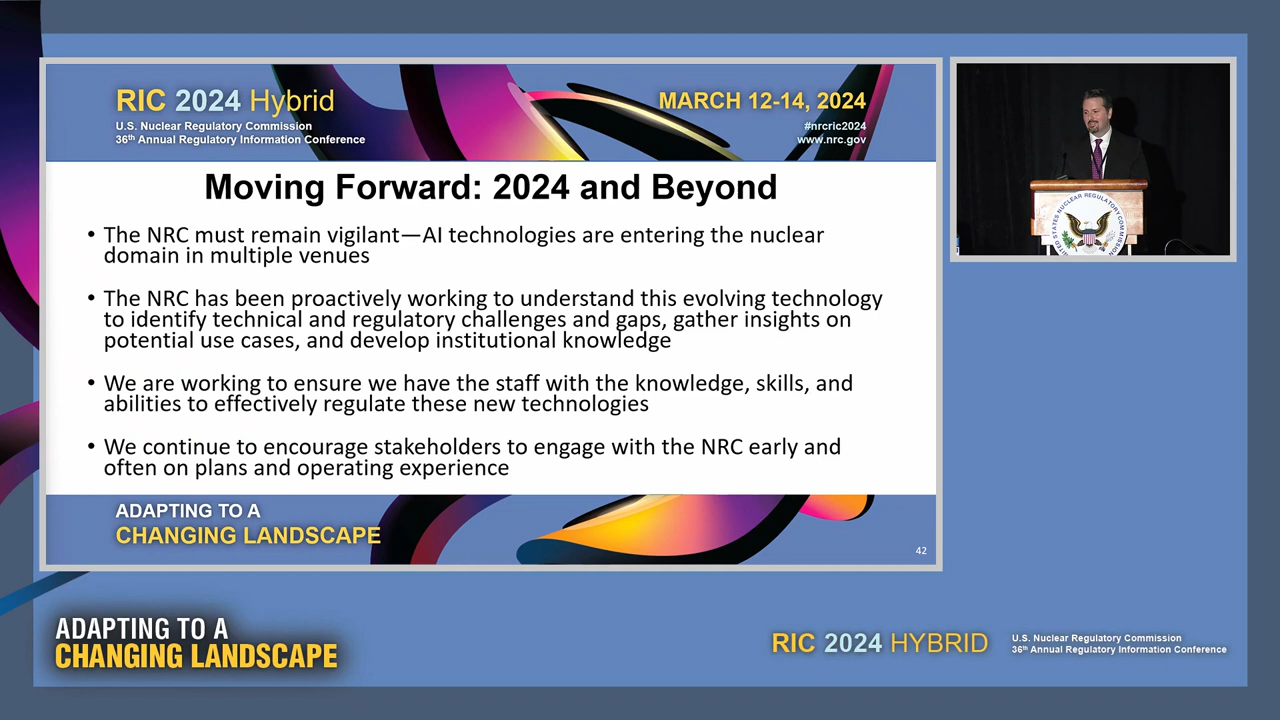 RIC 2024 Hybrid
U.S. Nuclear Regulatory Commission
36th Annual Regulatory Information Conference
MARCH 12-14, 2024
#nrcric2024
www.nrc.gov
Moving Forward: 2024 and Beyond
• The NRC must remain vigilant—AI technologies are entering the nuclear
domain in multiple venues
• The NRC has been proactively working to understand this evolving technology
to identify technical and regulatory challenges and gaps, gather insights on
potential use cases, and develop institutional knowledge
• We are working to ensure we have the staff with the knowledge, skills, and
abilities to effectively regulate these new technologies
• We continue to encourage stakeholders to engage with the NRC early and
often on plans and operating experience
ADAPTING TO A
CHANGING LANDSCAPE
42
UNITED STATES NUCLEAR REGULATORY COMMISSION
ADAPTING TO A
CHANGING LANDSCAPE
RIC 2024 HYBRID
U.S. Nuclear Regulatory Commission
36th Annual Regulatory Information Conference